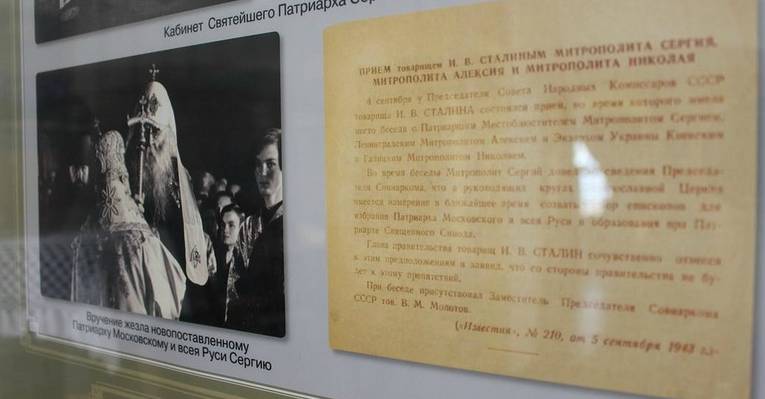 Кабинет Святейшего Патриарха
Вручение жезла новопоставленному
Патриарху Московскому и всея Руси Сергию
ПРИЕМ товарищем И. В. СТАЛИНЫМ МИТРОПОЛИТА СЕРГИЯ,
МИТРОПОЛИТА АЛЕКСИЯ И МИТРОПОЛИТА НИКОЛАЯ
4 сентября у Председателя Совета Народных Комиссаров СССР
товарища И. В. СТАЛИНА состоялся прием, во время которого имела
место беседа с Патриаршим Местоблюстителем Митрополитом Сергием,
Ленинградским Митрополитом Алексием и Экзархом Украины Киевским
и Галицким Митрополитом Николаем.
Во время беседы Митрополит Сергий довел до сведения Председа-
теля Совнаркома, что в руководящих кругах Православной Церкви
имеется намерение в ближайшее время созвать епископов для
избрания Патриарха Московского и всея Руси и образования при Пат-
риархе Священного Синода.
Глава правительства товарищ И. В. СТАЛИН сочувственно отнесся
к этим предположениям и заявил, что со стороны правительства не бу-
дет к этому препятствий.
При беседе присутствовал Заместитель Председателя Совнаркома
СССР тов. В. М. Молотов.
(«Известия», № 210, от 5 сентября 1943 г.)